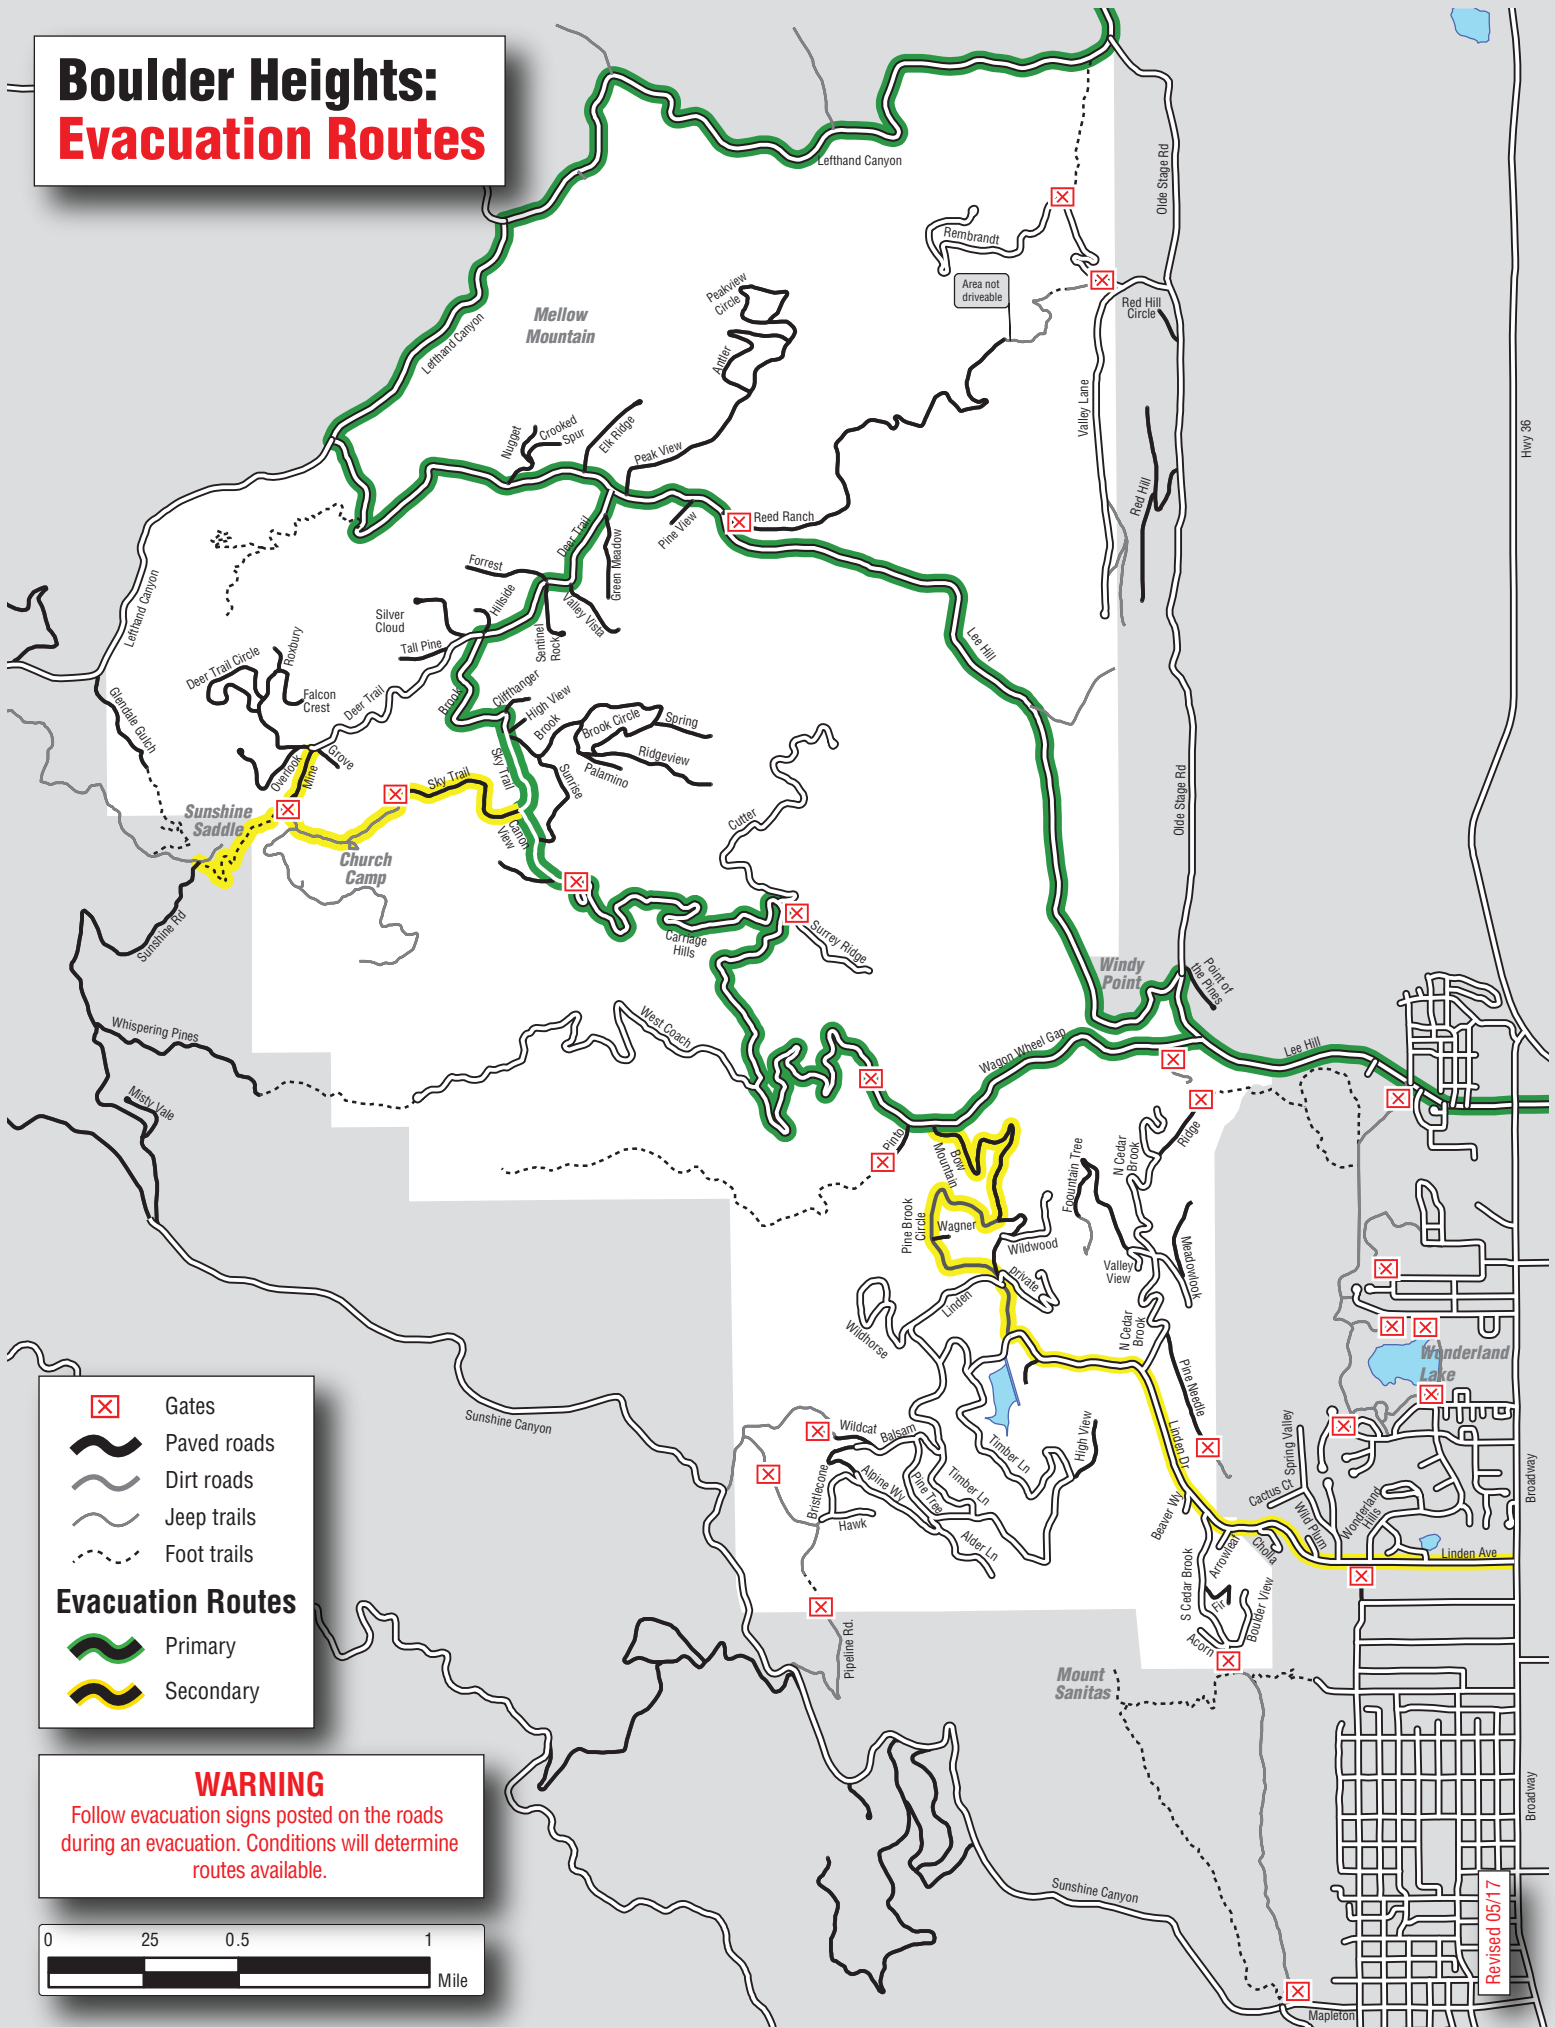 Boulder Heights:
Evacuation Routes
Lefthand Canyon
Olde Stage Rd
Rembrandt
Area not
driveable
Red Hill
Circle
Peakview
Circle
Mellow
Mountain
Lefthand Canyon
Antler
Valley Lane
Hwy 36
Nugget
Crooked
Spur
Elk Ridge
Peak View
Red Hill
Reed Ranch
Pine View
Deer Trail
Green Meadow
Forrest
Hillside
Valley Vista
Lefthand Canyon
Silver
Cloud
Tall Pine
Sentinel
Rock
Lee Hill
Deer Trail Circle
Roxbury
Falcon
Crest
Deer Trail
Brook
Cliffhanger
High View
Brook
Brook Circle
Spring
Glendale Gulch
Ridgeview
Palamino
Sunrise
Sky Trail
Grove
Overlook
Mine
Sky Trail
Olde Stage Rd
Sunshine
Saddle
Canon
View
Cutter
Church
Camp
Sunshine Rd
Carriage
Hills
Surrey Ridge
Windy
Point
Point of
the Pines
Whispering Pines
West Coach
Wagon Wheel Gap
Lee Hill
Misty Vale
Pinto
Bow
Mountain
Foountain Tree
N Cedar
Brook
Ridge
Pine Brook
Circle
Wagner
Wildwood
Valley
View
Meadowlook
private
Linden
Wildhorse
N Cedar
Brook
Wonderland
Lake
Pine Needle
Sunshine Canyon
Wildcat
Balsam
Timber Ln
High View
Linden Dr
Spring Valley
Cactus Ct
Bristlecone
Alpine Wy
Pine Tree
Timber Ln
Hawk
Alder Ln
Beaver Wy
Wild Plum
Wonderland
Hills
Broadway
Arrowleaf
Cholla
Linden Ave
S Cedar Brook
Fir
Boulder View
Acorn
Pipeline Rd.
Mount
Sanitas
Broadway
Sunshine Canyon
Mapleton
Gates
Paved roads
Dirt roads
Jeep trails
Foot trails
Evacuation Routes
Primary
Secondary
WARNING
Follow evacuation signs posted on the roads
during an evacuation. Conditions will determine
routes available.
0 25 0.5 1
Mile
Revised 05/17